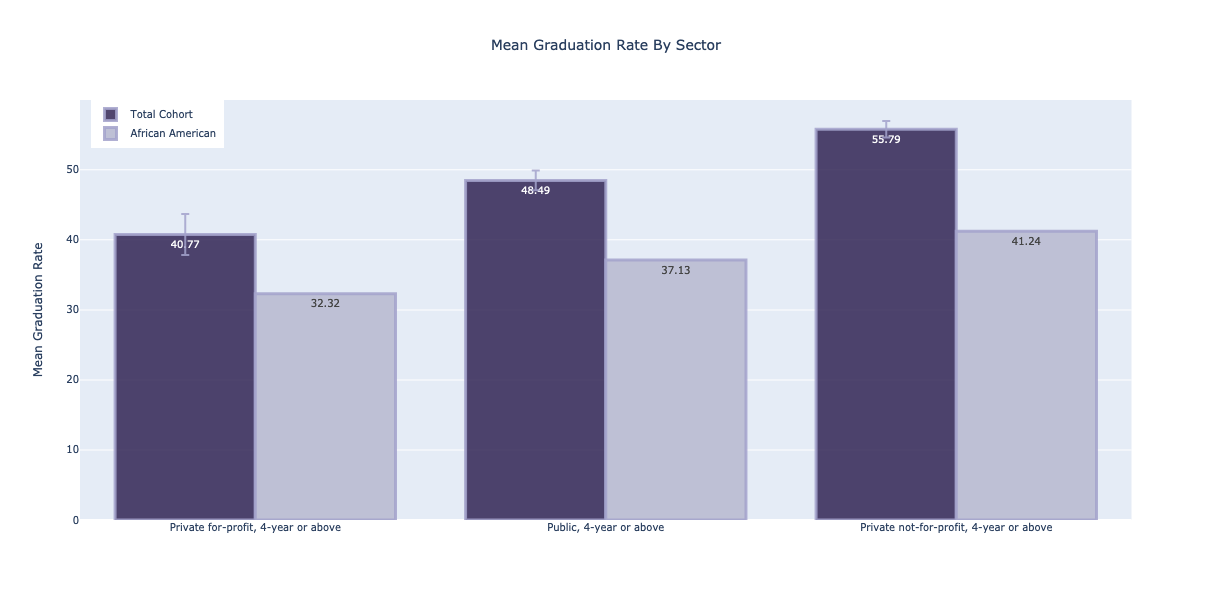 Mean Graduation Rate By Sector
Total Cohort
African American
Mean Graduation Rate
50
40
30
20
10
0
40.77
32.32
48.49
37.13
55.79
41.24
Private for-profit, 4-year or above
Public, 4-year or above
Private not-for-profit, 4-year or above